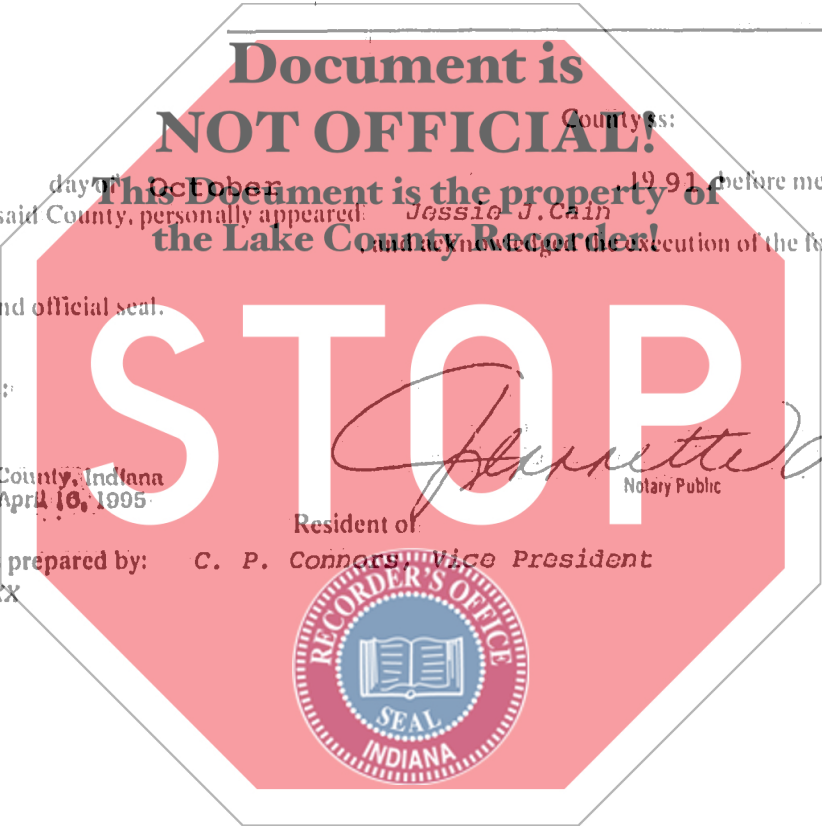 Document is
NOT OFFICIAL!
County ss:
day of October 1991, before me
This Document is the property of
said County, personally appeared Jessie J. Cain
the Lake County Recorder!
, and acknowledged the execution of the fo
nd official seal.
STOP
:
Jennette
County, Indiana
Notary Public
April 16, 1995
Resident of
prepared by: C. P. Connors, Vice President
X
RECORDER'S OFFICE
SEAL
INDIANA